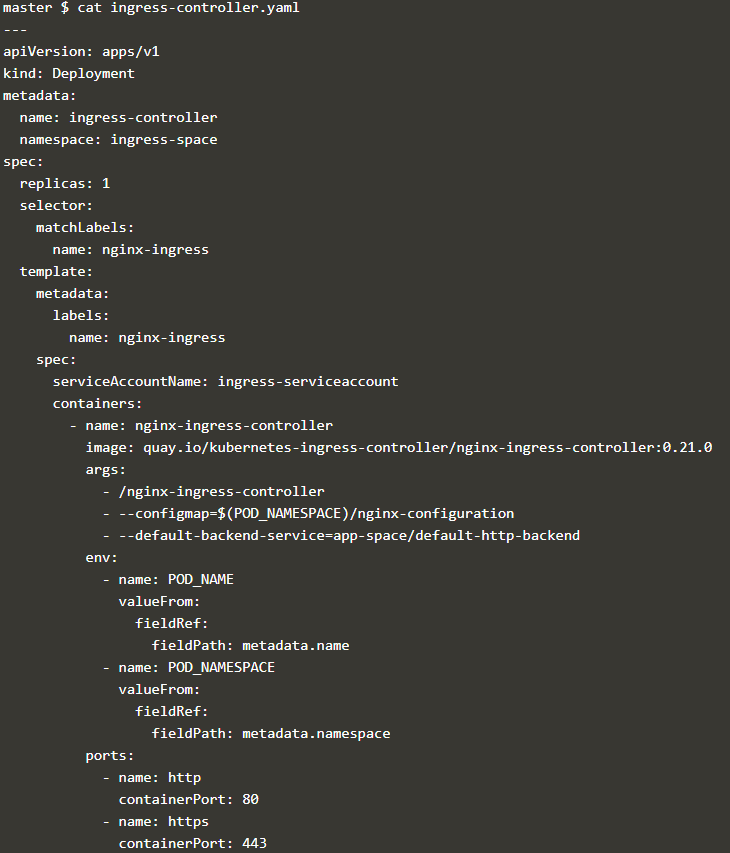 master $ cat ingress-controller.yaml
---
apiVersion: apps/v1
kind: Deployment
metadata:
  name: ingress-controller
  namespace: ingress-space
spec:
  replicas: 1
  selector:
    matchLabels:
      name: nginx-ingress
  template:
    metadata:
      labels:
        name: nginx-ingress
    spec:
      serviceAccountName: ingress-serviceaccount
      containers:
        - name: nginx-ingress-controller
          image: quay.io/kubernetes-ingress-controller/nginx-ingress-controller:0.21.0
          args:
            - /nginx-ingress-controller
            - --configmap=$(POD_NAMESPACE)/nginx-configuration
            - --default-backend-service=app-space/default-http-backend
          env:
            - name: POD_NAME
              valueFrom:
                fieldRef:
                  fieldPath: metadata.name
            - name: POD_NAMESPACE
              valueFrom:
                fieldRef:
                  fieldPath: metadata.namespace
          ports:
            - name: http
              containerPort: 80
            - name: https
              containerPort: 443